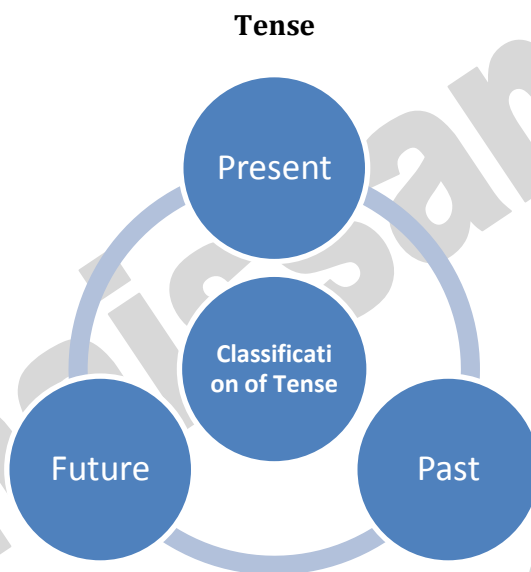 Tense
Present
Classificati
on of Tense
Future
Past